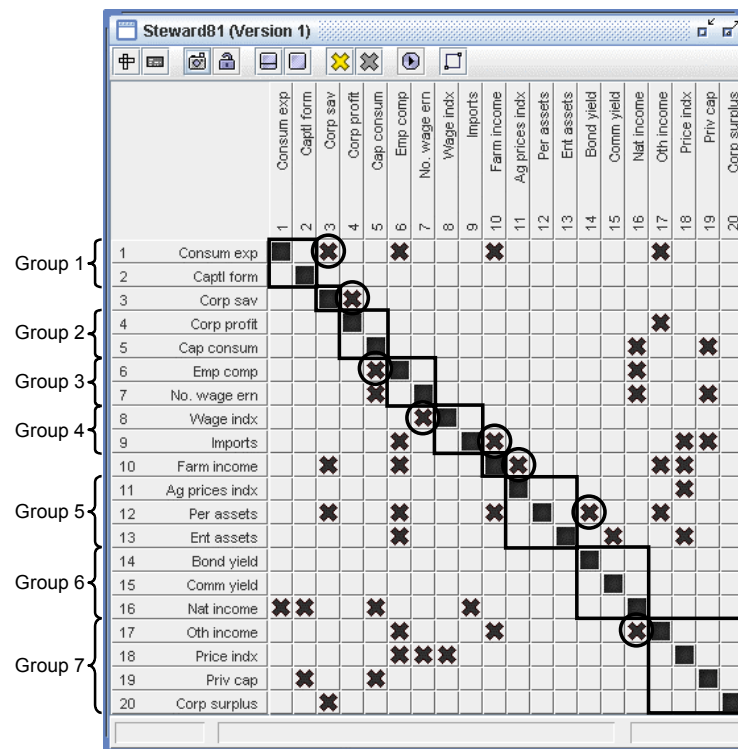 Steward81 (Version 1)
Consum exp
Captl form
Corp sav
Corp profit
Cap consum
Emp comp
No. wage ern
Wage indx
Imports
Farm income
Ag prices indx
Per assets
Ent assets
Bond yield
Comm yield
Nat income
Oth income
Price indx
Priv cap
Corp surplus
1 2 3 4 5 6 7 8 9 10 11 12 13 14 15 16 17 18 19 20
Group 1
1 Consum exp
2 Captl form
3 Corp sav
Group 2
4 Corp profit
5 Cap consum
Group 3
6 Emp comp
7 No. wage ern
Group 4
8 Wage indx
9 Imports
10 Farm income
Group 5
11 Ag prices indx
12 Per assets
13 Ent assets
Group 6
14 Bond yield
15 Comm yield
16 Nat income
Group 7
17 Oth income
18 Price indx
19 Priv cap
20 Corp surplus